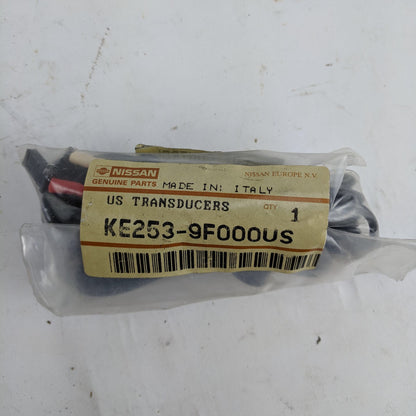 NISSAN
NISSAN EUROPE N.V.
GENUINE PARTS MADE IN: ITALY
US TRANSDUCERS QTY 1
KE253-9F000US